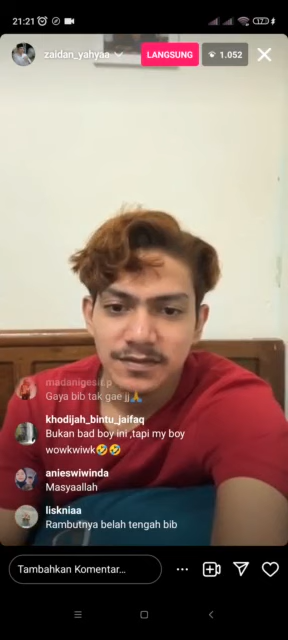 21:21
zaidan_yahyaa
LANGSUNG
1.052
madanigesit.p
Gaya bib tak gae jj🙏
khodijah_bintu_jaifaq
Bukan bad boy ini ,tapi my boy
wowkwiwk🤣🤣
anieswiwinda
Masyaallah
liskniaa
Rambutnya belah tengah bib
Tambahkan Komentar...